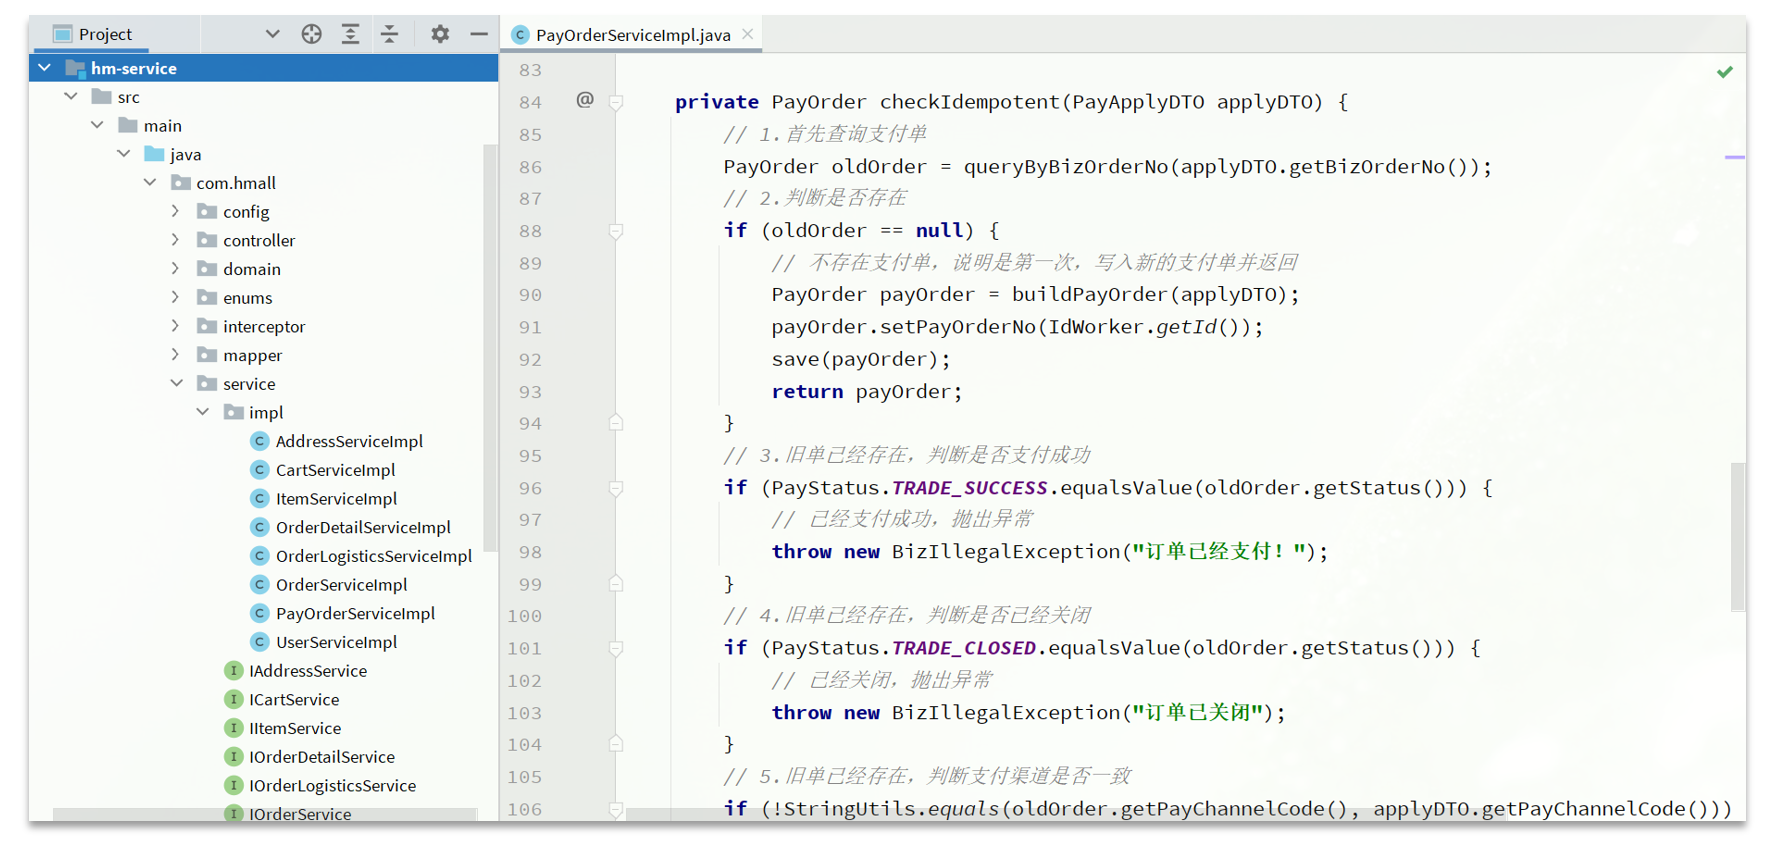 Project
hm-service
src
main
java
com.hmall
config
controller
domain
enums
interceptor
mapper
service
impl
C AddressServiceImpl
C CartServiceImpl
C ItemServiceImpl
C OrderDetailServiceImpl
C OrderLogisticsServiceImpl
C OrderServiceImpl
C PayOrderServiceImpl
C UserServiceImpl
I IAddressService
I ICartService
I IItemService
I IOrderDetailService
I IOrderLogisticsService
I IOrderService
C PayOrderServiceImpl.java
83
84 @ private PayOrder checkIdempotent(PayApplyDTO applyDTO) {
85 // 1.首先查询支付单
86 PayOrder oldOrder = queryByBizOrderNo(applyDTO.getBizOrderNo());
87 // 2.判断是否存在
88 if (oldOrder == null) {
89 // 不存在支付单，说明是第一次，写入新的支付单并返回
90 PayOrder payOrder = buildPayOrder(applyDTO);
91 payOrder.setPayOrderNo(IdWorker.getId());
92 save(payOrder);
93 return payOrder;
94 }
95 // 3.旧单已经存在，判断是否支付成功
96 if (PayStatus.TRADE_SUCCESS.equalsValue(oldOrder.getStatus())) {
97 // 已经支付成功，抛出异常
98 throw new BizIllegalException("订单已经支付！");
99 }
100 // 4.旧单已经存在，判断是否已经关闭
101 if (PayStatus.TRADE_CLOSED.equalsValue(oldOrder.getStatus())) {
102 // 已经关闭，抛出异常
103 throw new BizIllegalException("订单已关闭");
104 }
105 // 5.旧单已经存在，判断支付渠道是否一致
106 if (!StringUtils.equals(oldOrder.getPayChannelCode(), applyDTO.getPayChannelCode()))